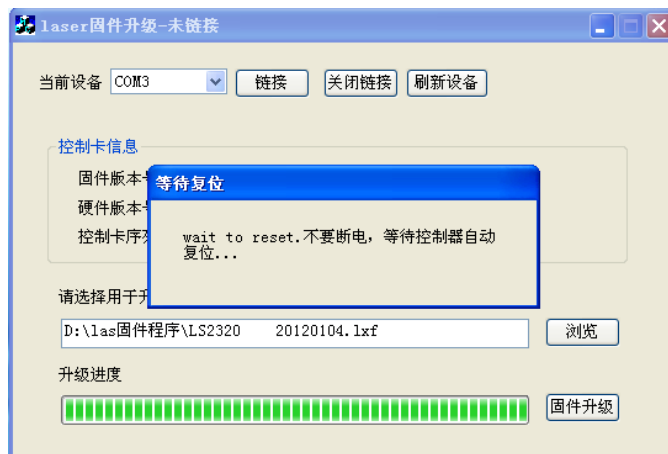 laser固件升级-未链接
当前设备 COM3 链接 关闭链接 刷新设备
控制卡信息
固件版本
等待复位
硬件版本
控制卡序
wait to reset.不要断电，等待控制器自动
复位...
请选择用于
D:\las固件程序\LS2320 20120104.lxf 浏览
升级进度
固件升级